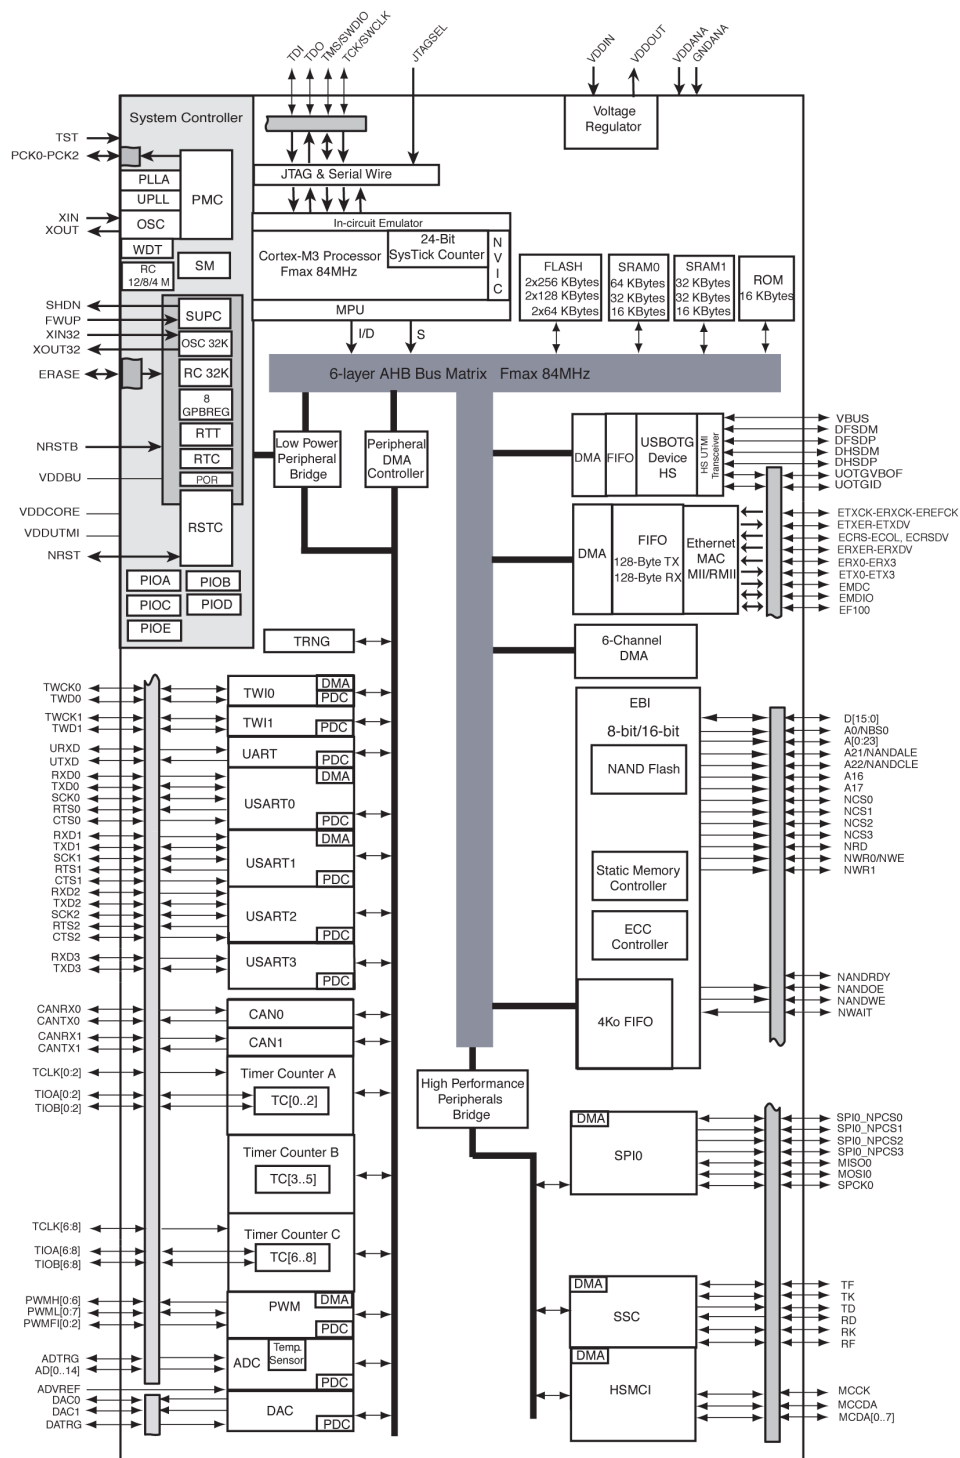 TDI
TDO
TMS/SWDIO
TCK/SWCLK
JTAGSEL
VDDIN
VDDOUT
VDDANA
GNDANA
System Controller
Voltage
Regulator
TST
PCK0-PCK2
PLLA
UPLL
PMC
XIN
XOUT
OSC
WDT
RC
12/8/4 M
SM
JTAG & Serial Wire
In-circuit Emulator
Cortex-M3 Processor
Fmax 84MHz
24-Bit
SysTick Counter
N
V
I
C
MPU
I/D
S
FLASH
2x256 KBytes
2x128 KBytes
2x64 KBytes
SRAM0
64 KBytes
32 KBytes
16 KBytes
SRAM1
32 KBytes
32 KBytes
16 KBytes
ROM
16 KBytes
SHDN
FWUP
XIN32
XOUT32
ERASE
NRSTB
VDDBU
VDDCORE
VDDUTMI
NRST
SUPC
OSC 32K
RC 32K
8
GPBREG
RTT
RTC
POR
RSTC
PIOA
PIOB
PIOC
PIOD
PIOE
6-layer AHB Bus Matrix Fmax 84MHz
Low Power
Peripheral
Bridge
Peripheral
DMA
Controller
DMA
FIFO
USBOTG
Device
HS
HS UTMI
Transceiver
VBUS
DFSDM
DFSDP
DHSDM
DHSDP
UOTGVBOF
UOTGID
DMA
FIFO
128-Byte TX
128-Byte RX
Ethernet
MAC
MII/RMII
ETXCK-ERXCK-EREFCK
ETXER-ETXDV
ECRS-ECOL, ECRSDV
ERXER-ERXDV
ERX0-ERX3
ETX0-ETX3
EMDC
EMDIO
EF100
TRNG
6-Channel
DMA
TWCK0
TWD0
TWI0
DMA
PDC
TWCK1
TWD1
TWI1
PDC
URXD
UTXD
UART
PDC
RXD0
TXD0
SCK0
RTS0
CTS0
USART0
DMA
PDC
RXD1
TXD1
SCK1
RTS1
CTS1
USART1
DMA
PDC
RXD2
TXD2
SCK2
RTS2
CTS2
USART2
PDC
RXD3
TXD3
USART3
PDC
CANRX0
CANTX0
CAN0
CANRX1
CANTX1
CAN1
TCLK[0:2]
TIOA[0:2]
TIOB[0:2]
Timer Counter A
TC[0..2]
Timer Counter B
TC[3..5]
TCLK[6:8]
TIOA[6:8]
TIOB[6:8]
Timer Counter C
TC[6..8]
PWMH[0:6]
PWML[0:7]
PWMFI[0:2]
PWM
DMA
PDC
ADTRG
AD[0..14]
ADC
Temp.
Sensor
PDC
ADVREF
DAC0
DAC1
DATRG
DAC
PDC
EBI
8-bit/16-bit
NAND Flash
Static Memory
Controller
ECC
Controller
4Ko FIFO
D[15:0]
A0/NBS0
A[0:23]
A21/NANDALE
A22/NANDCLE
A16
A17
NCS0
NCS1
NCS2
NCS3
NRD
NWR0/NWE
NWR1
NANDRDY
NANDOE
NANDWE
NWAIT
High Performance
Peripherals
Bridge
DMA
SPI0
SPI0_NPCS0
SPI0_NPCS1
SPI0_NPCS2
SPI0_NPCS3
MISO0
MOSI0
SPCK0
DMA
SSC
TF
TK
TD
RD
RK
RF
DMA
HSMCI
MCCK
MCCDA
MCDA[0..7]